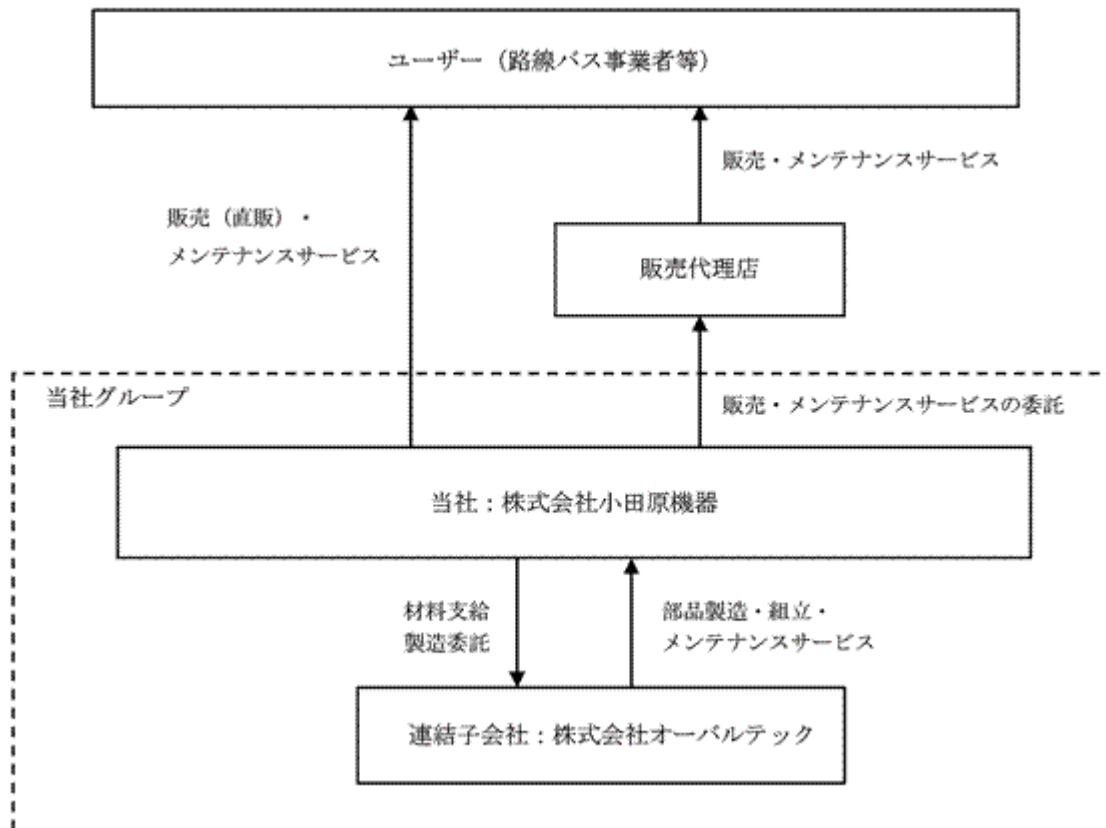 ユーザー（路線バス事業者等）
販売・メンテナンスサービス
販売（直販）・
メンテナンスサービス
販売代理店
当社グループ
販売・メンテナンスサービスの委託
当社：株式会社小田原機器
材料支給
製造委託
部品製造・組立・
メンテナンスサービス
連結子会社：株式会社オーバルテック